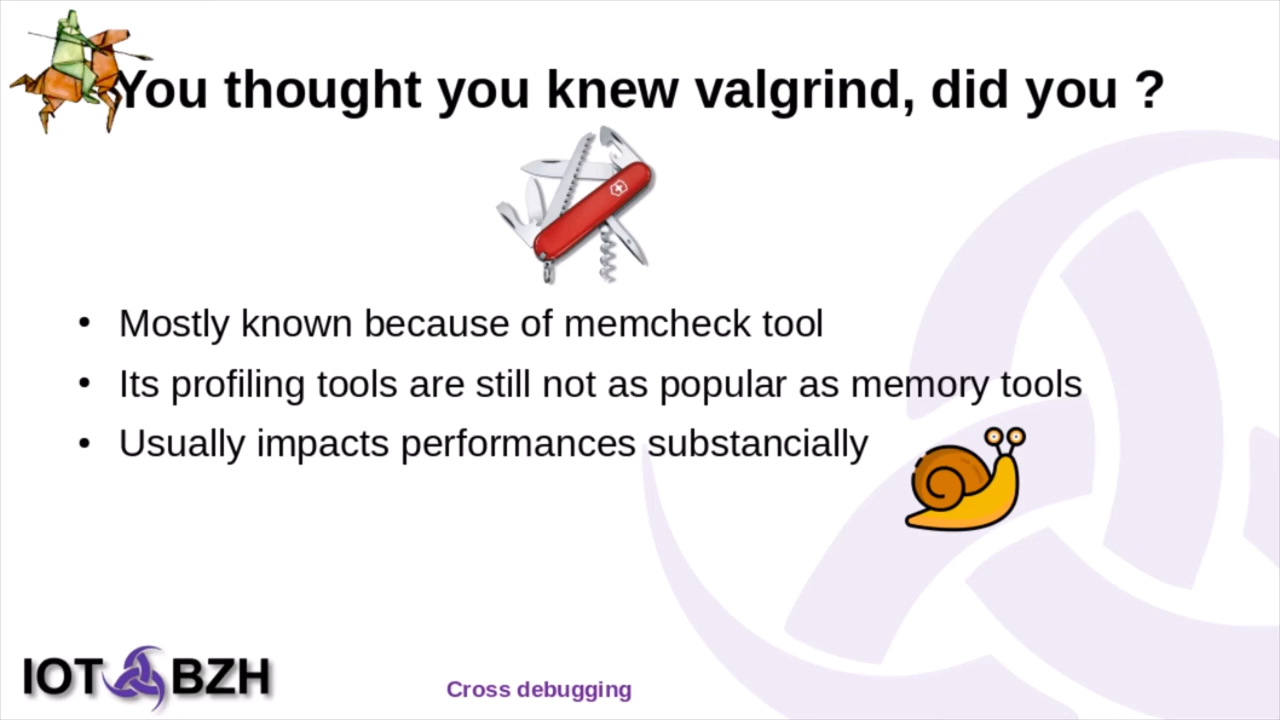 You thought you knew valgrind, did you ?
• Mostly known because of memcheck tool
• Its profiling tools are still not as popular as memory tools
• Usually impacts performances substancially
IOT BZH
Cross debugging